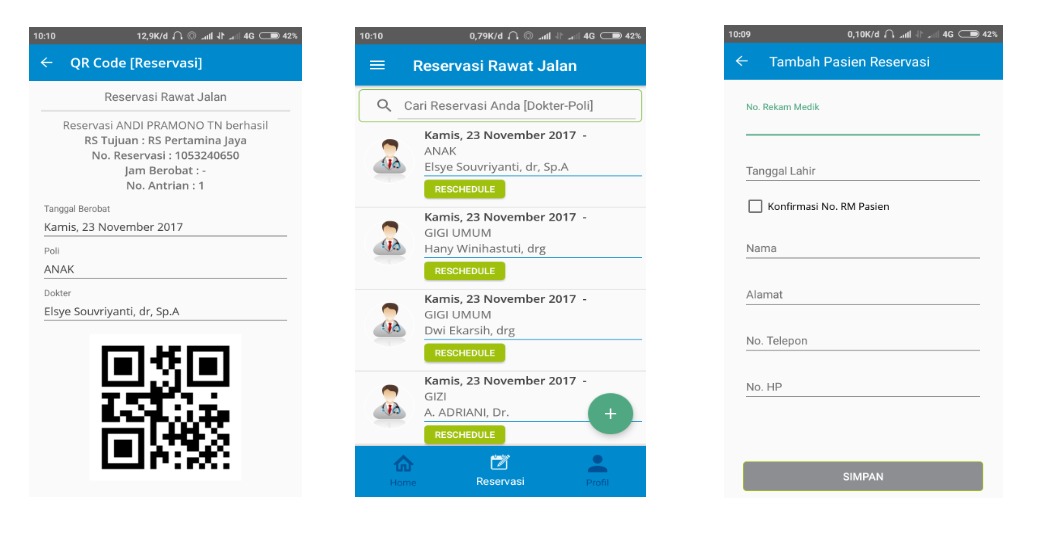 10:10 12,9K/d 4G 42%
QR Code [Reservasi]
Reservasi Rawat Jalan
Reservasi ANDI PRAMONO TN berhasil
RS Tujuan : RS Pertamina Jaya
No. Reservasi : 1053240650
Jam Berobat : -
No. Antrian : 1
Tanggal Berobat
Kamis, 23 November 2017
Poli
ANAK
Dokter
Elsye Souvriyanti, dr, Sp.A
10:10 0,79K/d 4G 42%
Reservasi Rawat Jalan
Cari Reservasi Anda [Dokter-Poli]
Kamis, 23 November 2017 -
ANAK
Elsye Souvriyanti, dr, Sp.A
RESCHEDULE
Kamis, 23 November 2017 -
GIGI UMUM
Hany Winihastuti, drg
RESCHEDULE
Kamis, 23 November 2017 -
GIGI UMUM
Dwi Ekarsih, drg
RESCHEDULE
Kamis, 23 November 2017 -
GIZI
A. ADRIANI, Dr.
RESCHEDULE
+
Home Reservasi Profil
10:09 0,10K/d 4G 42%
Tambah Pasien Reservasi
No. Rekam Medik
Tanggal Lahir
Konfirmasi No. RM Pasien
Nama
Alamat
No. Telepon
No. HP
SIMPAN